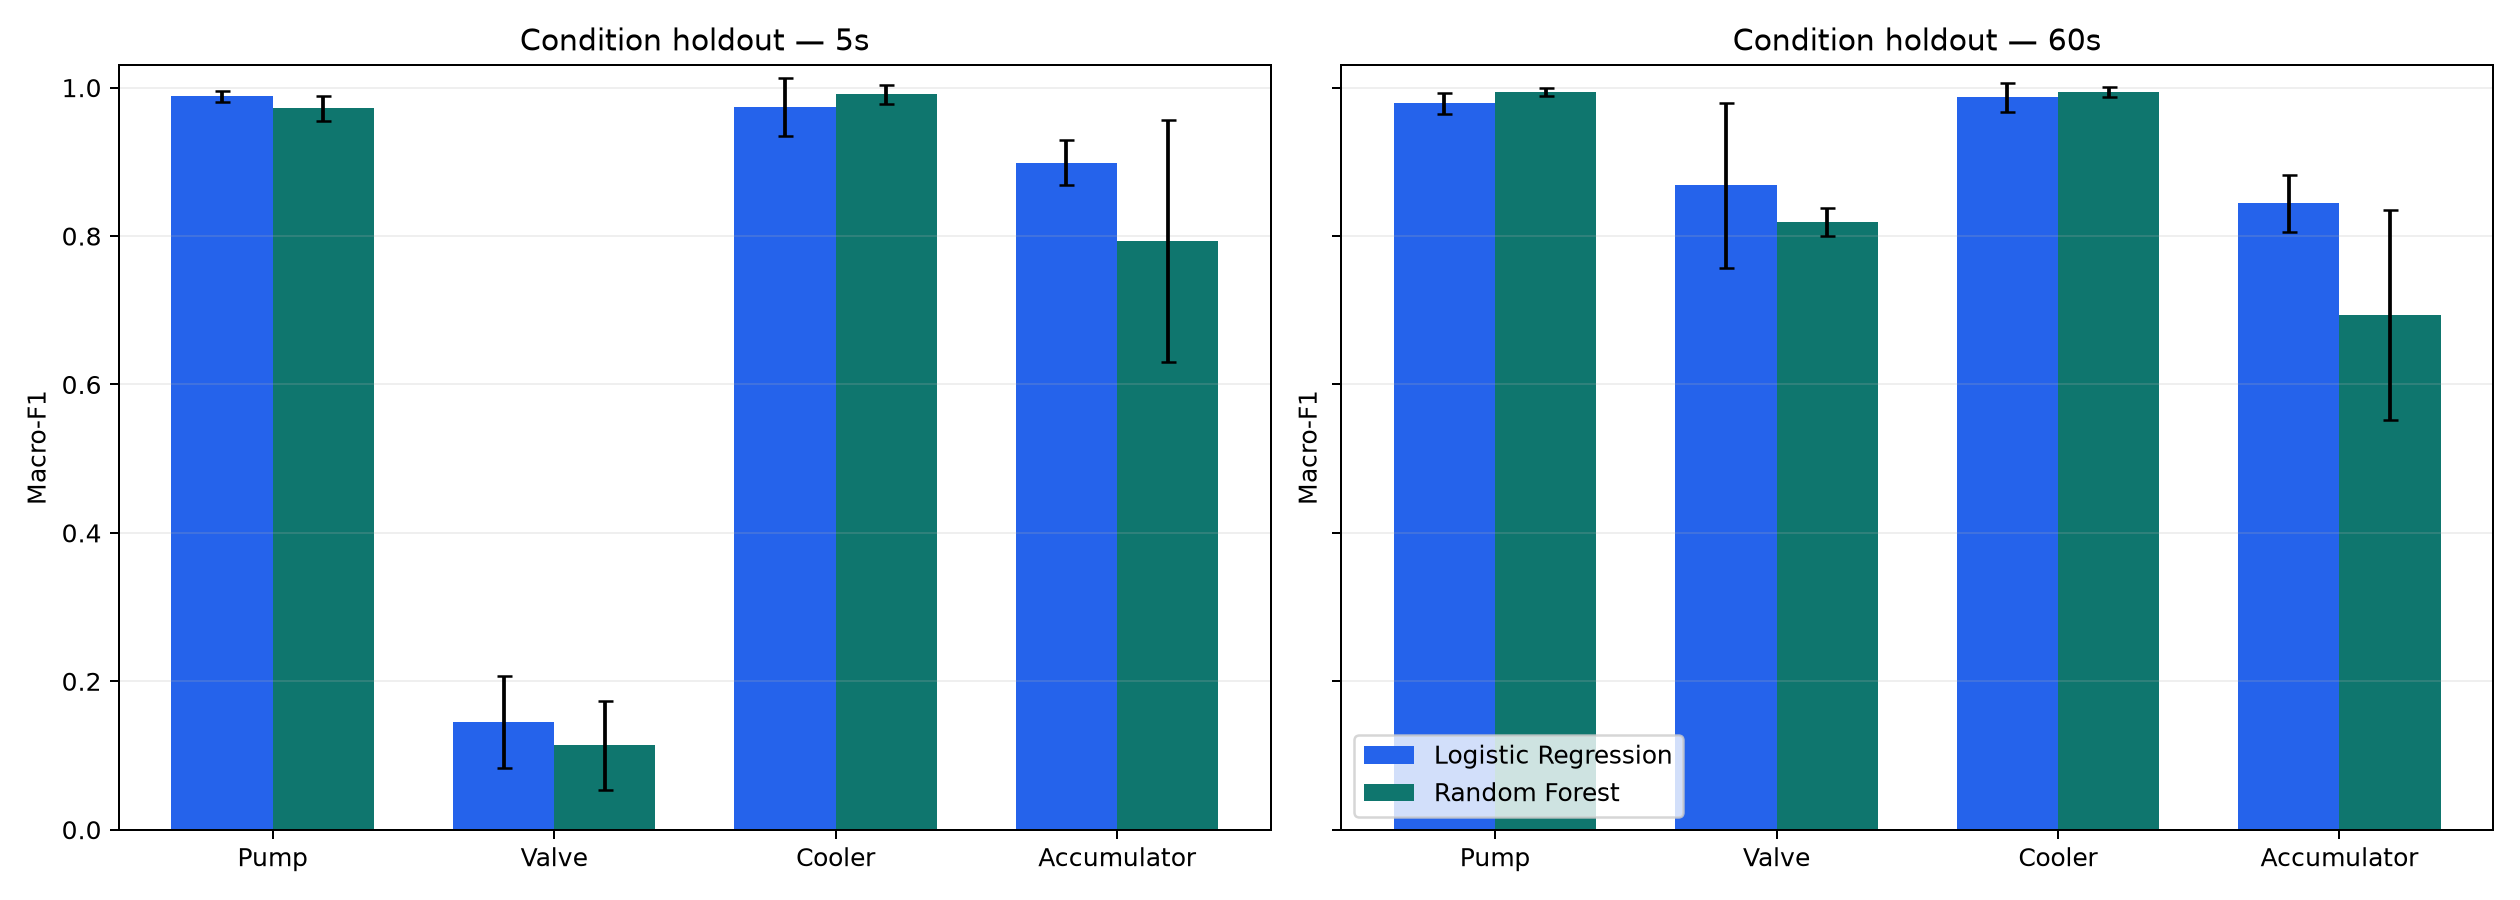 Condition holdout — 5s
Macro-F1
1.0
0.8
0.6
0.4
0.2
0.0
Pump
Valve
Cooler
Accumulator
Condition holdout — 60s
Macro-F1
Logistic Regression
Random Forest
Pump
Valve
Cooler
Accumulator